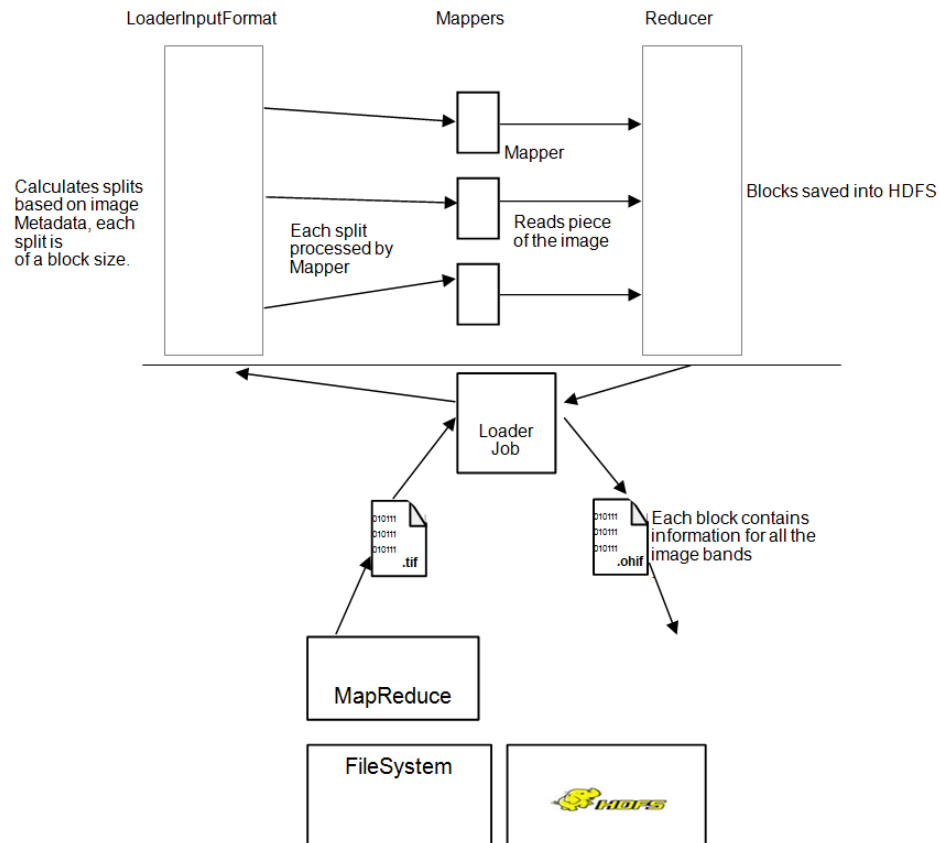 LoaderInputFormat
Mappers
Reducer
Mapper
Calculates splits
based on image
Metadata, each
split is
of a block size.
Each split
processed by
Mapper
Reads piece
of the image
Blocks saved into HDFS
Loader
Job
010111
010111
010111
.tif
010111
010111
010111
.ohif
Each block contains
information for all the
image bands
.
MapReduce
FileSystem
HDFS